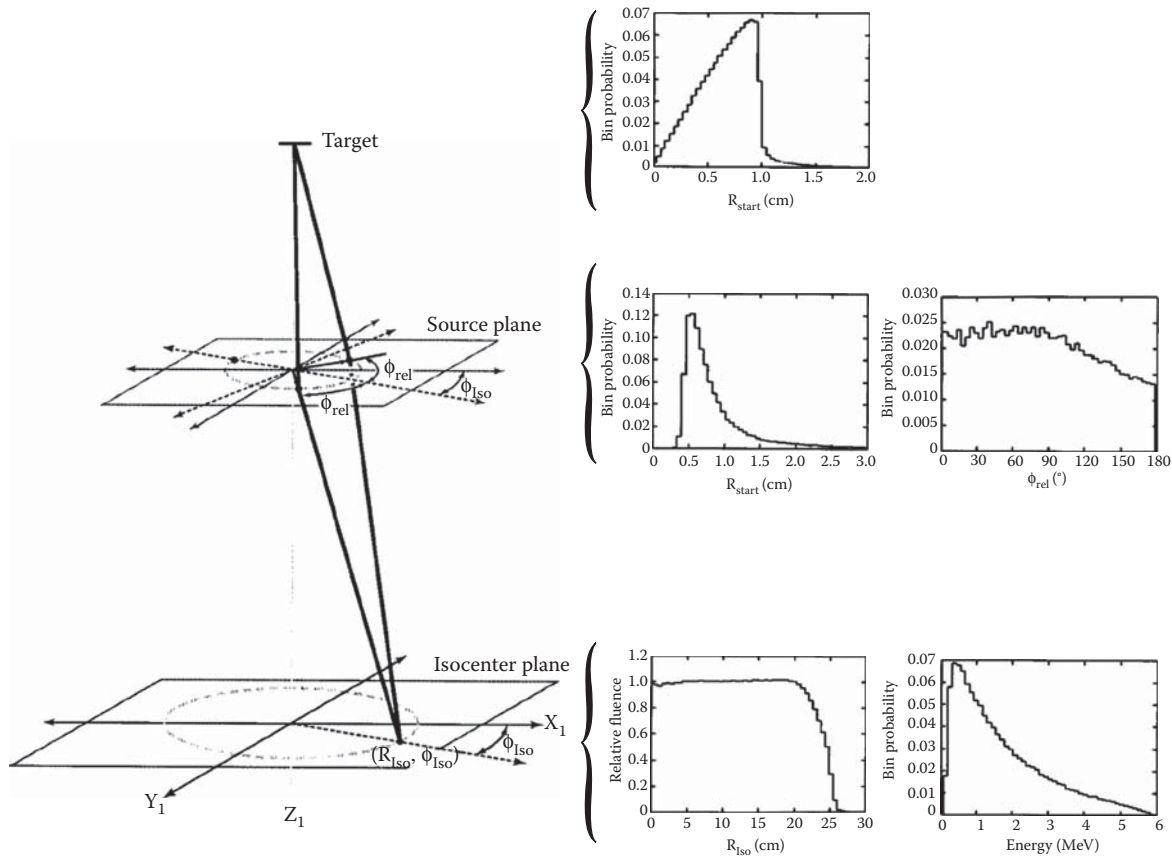 Target
Source plane
ϕrel
ϕIso
ϕrel
Isocenter plane
X1
ϕIso
(RIso, ϕIso)
Y1
Z1
Bin probability
0.07
0.06
0.05
0.04
0.03
0.02
0.01
0
0 0.5 1.0 1.5 2.0
Rstart (cm)
Bin probability
0.14
0.12
0.10
0.08
0.06
0.04
0.02
0
0 0.5 1.0 1.5 2.0 2.5 3.0
Rstart (cm)
Bin probability
0.030
0.025
0.020
0.015
0.010
0.005
0.000
0 30 60 90 120 150 180
ϕrel (°)
Relative fluence
1.2
1.0
0.8
0.6
0.4
0.2
0.0
0 5 10 15 20 25 30
RIso (cm)
Bin probability
0.07
0.06
0.05
0.04
0.03
0.02
0.01
0
0 1 2 3 4 5 6
Energy (MeV)